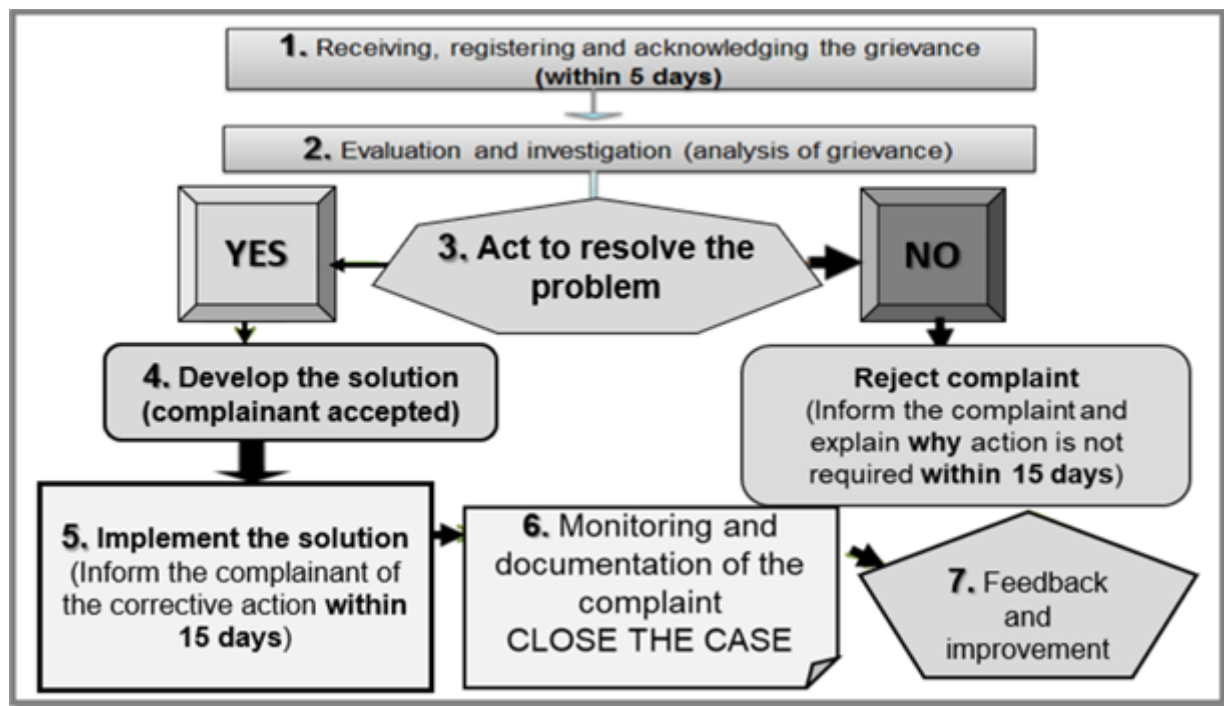 1. Receiving, registering and acknowledging the grievance
(within 5 days)
2. Evaluation and investigation (analysis of grievance)
YES
3. Act to resolve the
problem
NO
4. Develop the solution
(complainant accepted)
Reject complaint
(Inform the complaint and
explain why action is not
required within 15 days)
5. Implement the solution
(Inform the complainant of
the corrective action within
15 days)
6. Monitoring and
documentation of the
complaint
CLOSE THE CASE
7. Feedback
and
improvement